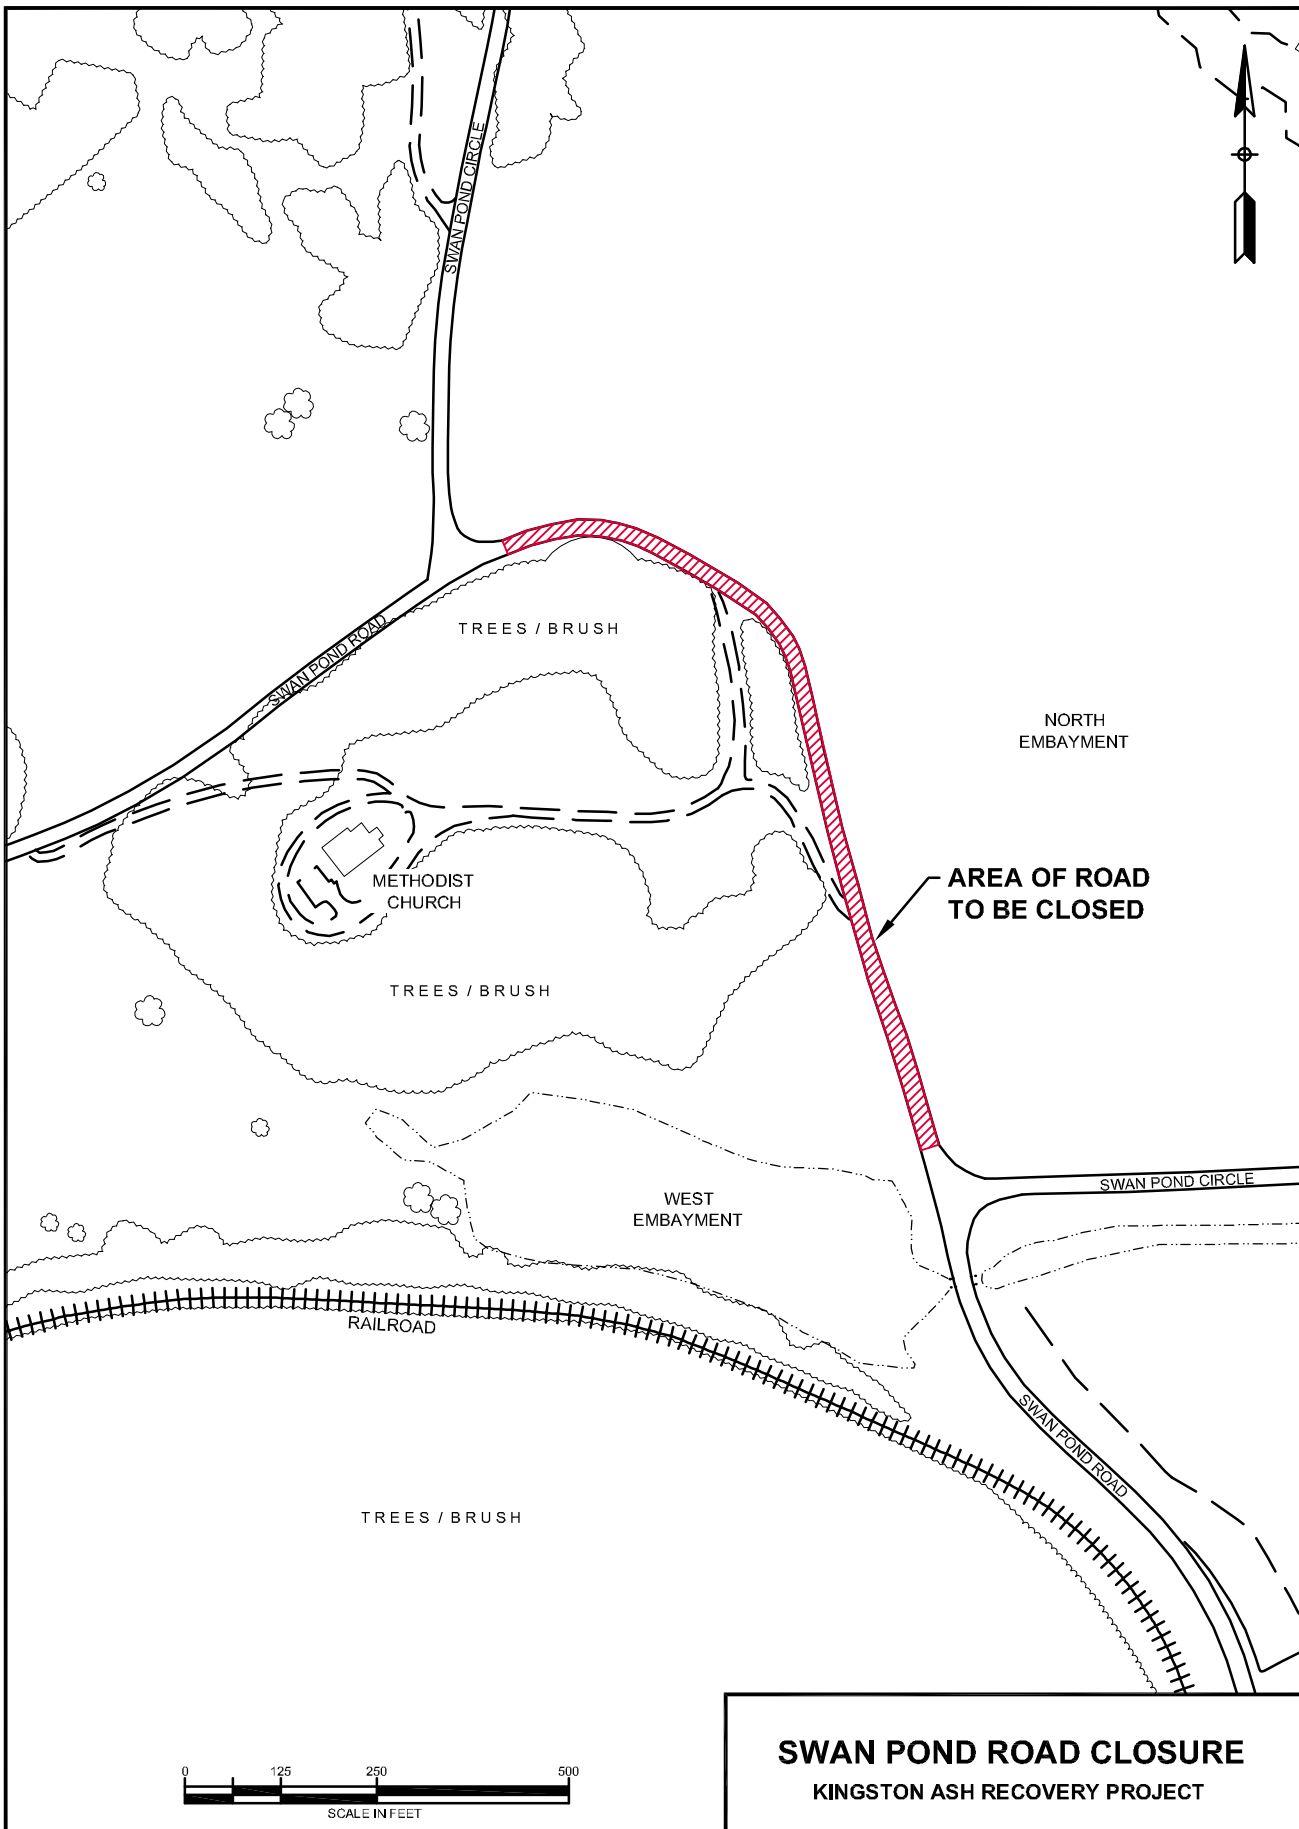 SWAN POND CIRCLE
SWAN POND ROAD
TREES / BRUSH
NORTH
EMBAYMENT
METHODIST
CHURCH
AREA OF ROAD
TO BE CLOSED
TREES / BRUSH
SWAN POND CIRCLE
WEST
EMBAYMENT
RAILROAD
SWAN POND ROAD
TREES / BRUSH
0 125 250 500
SCALE IN FEET
SWAN POND ROAD CLOSURE
KINGSTON ASH RECOVERY PROJECT